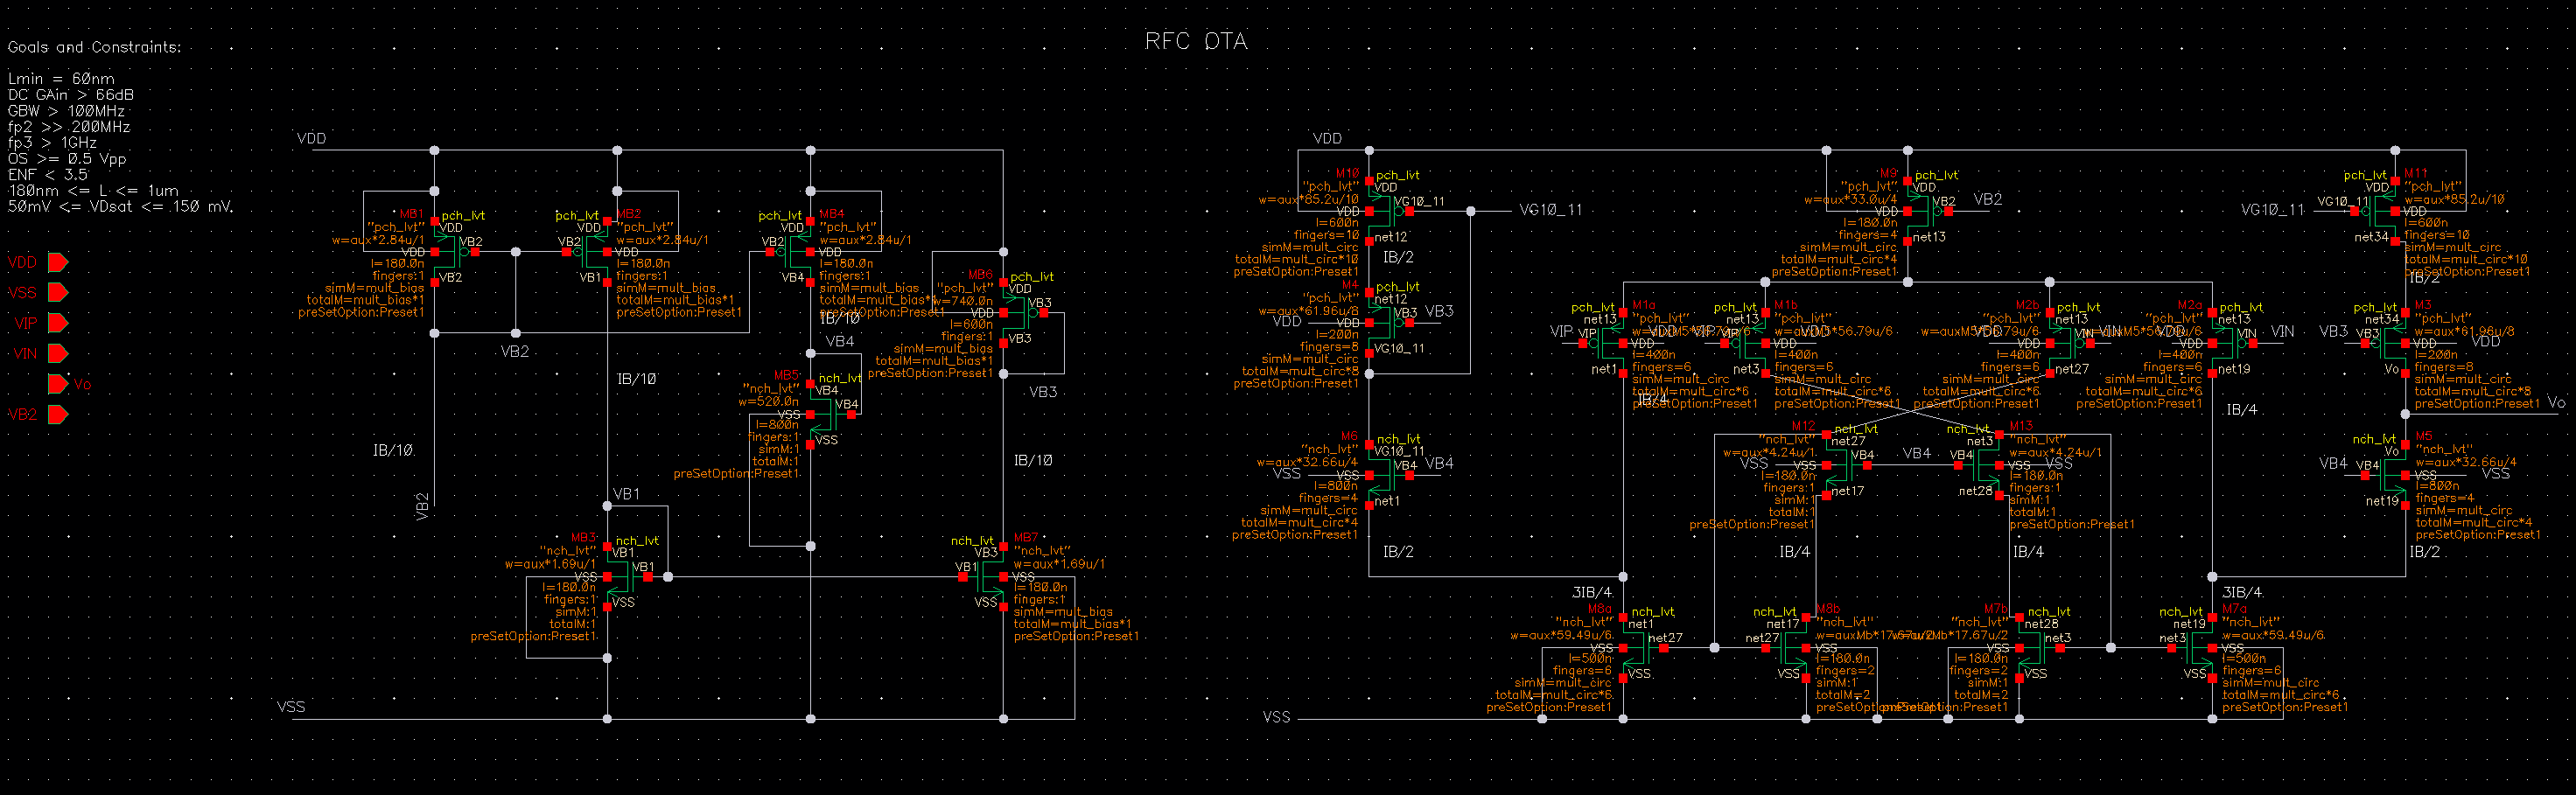 RFC OTA
Goals and Constraints:
Lmin = 60nm
DC GAin > 66dB
GBW > 100MHz
fp2 >> 200MHz
fp3 > 1GHz
OS >= 0.5 Vpp
ENF < 3.5
180nm <= L <= 1um
50mV <= VDsat <= 150 mV
VDD
VSS
VIP
VIN
Vo
VB2
VDD
MB1
pch_lvt
VDD
"pch_lvt"
w=aux*2.84u/1
VB2
VDD
l=180.0n
fingers:1
VB2
simM=mult_bias
totalM=mult_bias*1
preSetOption:Preset1
MB2
pch_lvt
VDD
"pch_lvt"
w=aux*2.84u/1
VB2
VDD
l=180.0n
fingers:1
VB1
simM=mult_bias
totalM=mult_bias*1
preSetOption:Preset1
MB4
pch_lvt
VDD
"pch_lvt"
w=aux*2.84u/1
VB2
VDD
l=180.0n
fingers:1
VB4
simM=mult_bias
totalM=mult_bias*1
preSetOption:Preset1
IB/10
VB2
VB4
IB/10
MB6
pch_lvt
"pch_lvt"
VDD
w=740.0n
VB3
VDD
l=600n
fingers:1
VB3
simM=mult_bias
totalM=mult_bias*1
preSetOption:Preset1
VB3
MB5
nch_lvt
"nch_lvt"
VB4
w=520.0n
VB4
VSS
l=800n
fingers:1
VSS
simM:1
totalM:1
preSetOption:Preset1
IB/10
VB2
IB/10
VB1
MB3
nch_lvt
"nch_lvt"
VB1
w=aux*1.69u/1
VSS
VB1
l=180.0n
fingers:1
VSS
simM:1
totalM:1
preSetOption:Preset1
MB7
nch_lvt
"nch_lvt"
VB3
w=aux*1.69u/1
VB1
VSS
l=180.0n
fingers:1
VSS
simM=mult_bias
totalM=mult_bias*1
preSetOption:Preset1
VSS
VDD
M10
pch_lvt
"pch_lvt"
VDD
w=aux*85.2u/10
VG10_11
VDD
l=600n
fingers=10
net12
simM=mult_circ
totalM=mult_circ*10
preSetOption:Preset1
VG10_11
IB/2
M4
pch_lvt
"pch_lvt"
net12
w=aux*61.96u/8
VB3
VB3
VDD
VDD
l=200n
fingers=8
VG10_11
simM=mult_circ
totalM=mult_circ*8
preSetOption:Preset1
M6
nch_lvt
"nch_lvt"
VG10_11
w=aux*32.66u/4
VB4
VB4
VSS
VSS
l=800n
fingers=4
net1
simM=mult_circ
totalM=mult_circ*4
preSetOption:Preset1
IB/2
M9
pch_lvt
"pch_lvt"
VDD
w=aux*33.0u/4
VB2
VB2
VDD
l=180.0n
fingers=4
net13
simM=mult_circ
totalM=mult_circ*4
preSetOption:Preset1
M11
pch_lvt
VDD
"pch_lvt"
w=aux*85.2u/10
VG10_11
VG10_11
VDD
l=600n
fingers=10
net34
simM=mult_circ
totalM=mult_circ*10
preSetOption:Preset1
IB/2
M1a
pch_lvt
net13
"pch_lvt"
VIP
VIP
VDD
l=400n
fingers=6
net1
simM=mult_circ
totalM=mult_circ*6
preSetOption:Preset1
IB/4
M1b
pch_lvt
net13
"pch_lvt"
VIP
VDD
l=400n
fingers=6
net3
simM=mult_circ
totalM=mult_circ*6
preSetOption:Preset1
M2b
pch_lvt
net13
"pch_lvt"
VIN
VDD
l=400n
fingers=6
net27
simM=mult_circ
totalM=mult_circ*6
preSetOption:Preset1
M2a
pch_lvt
net13
"pch_lvt"
VIN
VIN
VDD
l=400n
fingers=6
net19
simM=mult_circ
totalM=mult_circ*6
preSetOption:Preset1
IB/4
M3
pch_lvt
net34
"pch_lvt"
w=aux*61.96u/8
VB3
VB3
VDD
VDD
l=200n
fingers=8
Vo
simM=mult_circ
totalM=mult_circ*8
preSetOption:Preset1
Vo
M12
nch_lvt
"nch_lvt"
net27
w=aux*4.24u/1
VSS
VSS
VB4
l=180.0n
fingers:1
net17
simM:1
totalM:1
preSetOption:Preset1
VB4
M13
nch_lvt
"nch_lvt"
net3
w=aux*4.24u/1
VB4
VSS
VSS
l=180.0n
fingers:1
net28
simM:1
totalM:1
preSetOption:Preset1
M5
nch_lvt
Vo
"nch_lvt"
w=aux*32.66u/4
VB4
VB4
VSS
VSS
l=800n
fingers=4
net19
simM=mult_circ
totalM=mult_circ*4
preSetOption:Preset1
IB/4
IB/4
IB/2
3IB/4
3IB/4
M8a
nch_lvt
"nch_lvt"
net1
w=aux*59.49u/6
net27
VSS
l=500n
fingers=6
VSS
simM=mult_circ
totalM=mult_circ*6
preSetOption:Preset1
M8b
nch_lvt
net17
"nch_lvt"
w=auxMb*17.67u/2
net27
VSS
l=180.0n
fingers=2
VSS
simM:1
totalM=2
M7b
nch_lvt
"nch_lvt"
net28
net3
VSS
l=180.0n
fingers=2
VSS
simM:1
totalM=2
preSetOption:Preset1
M7a
nch_lvt
net19
"nch_lvt"
w=aux*59.49u/6
net3
VSS
l=500n
fingers=6
VSS
simM=mult_circ
totalM=mult_circ*6
preSetOption:Preset1
VSS